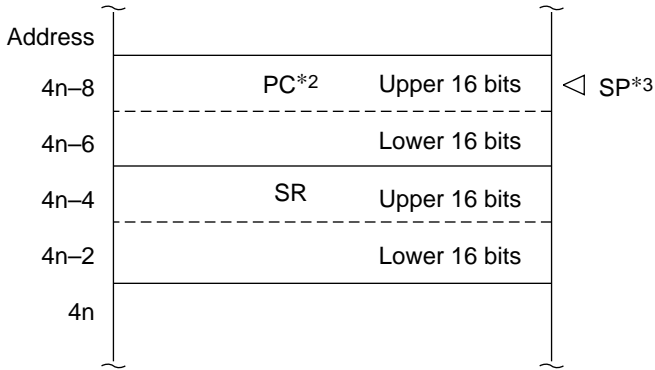 Address
4n–8 PC*2 Upper 16 bits SP*3
4n–6 Lower 16 bits
4n–4 SR Upper 16 bits
4n–2 Lower 16 bits
4n